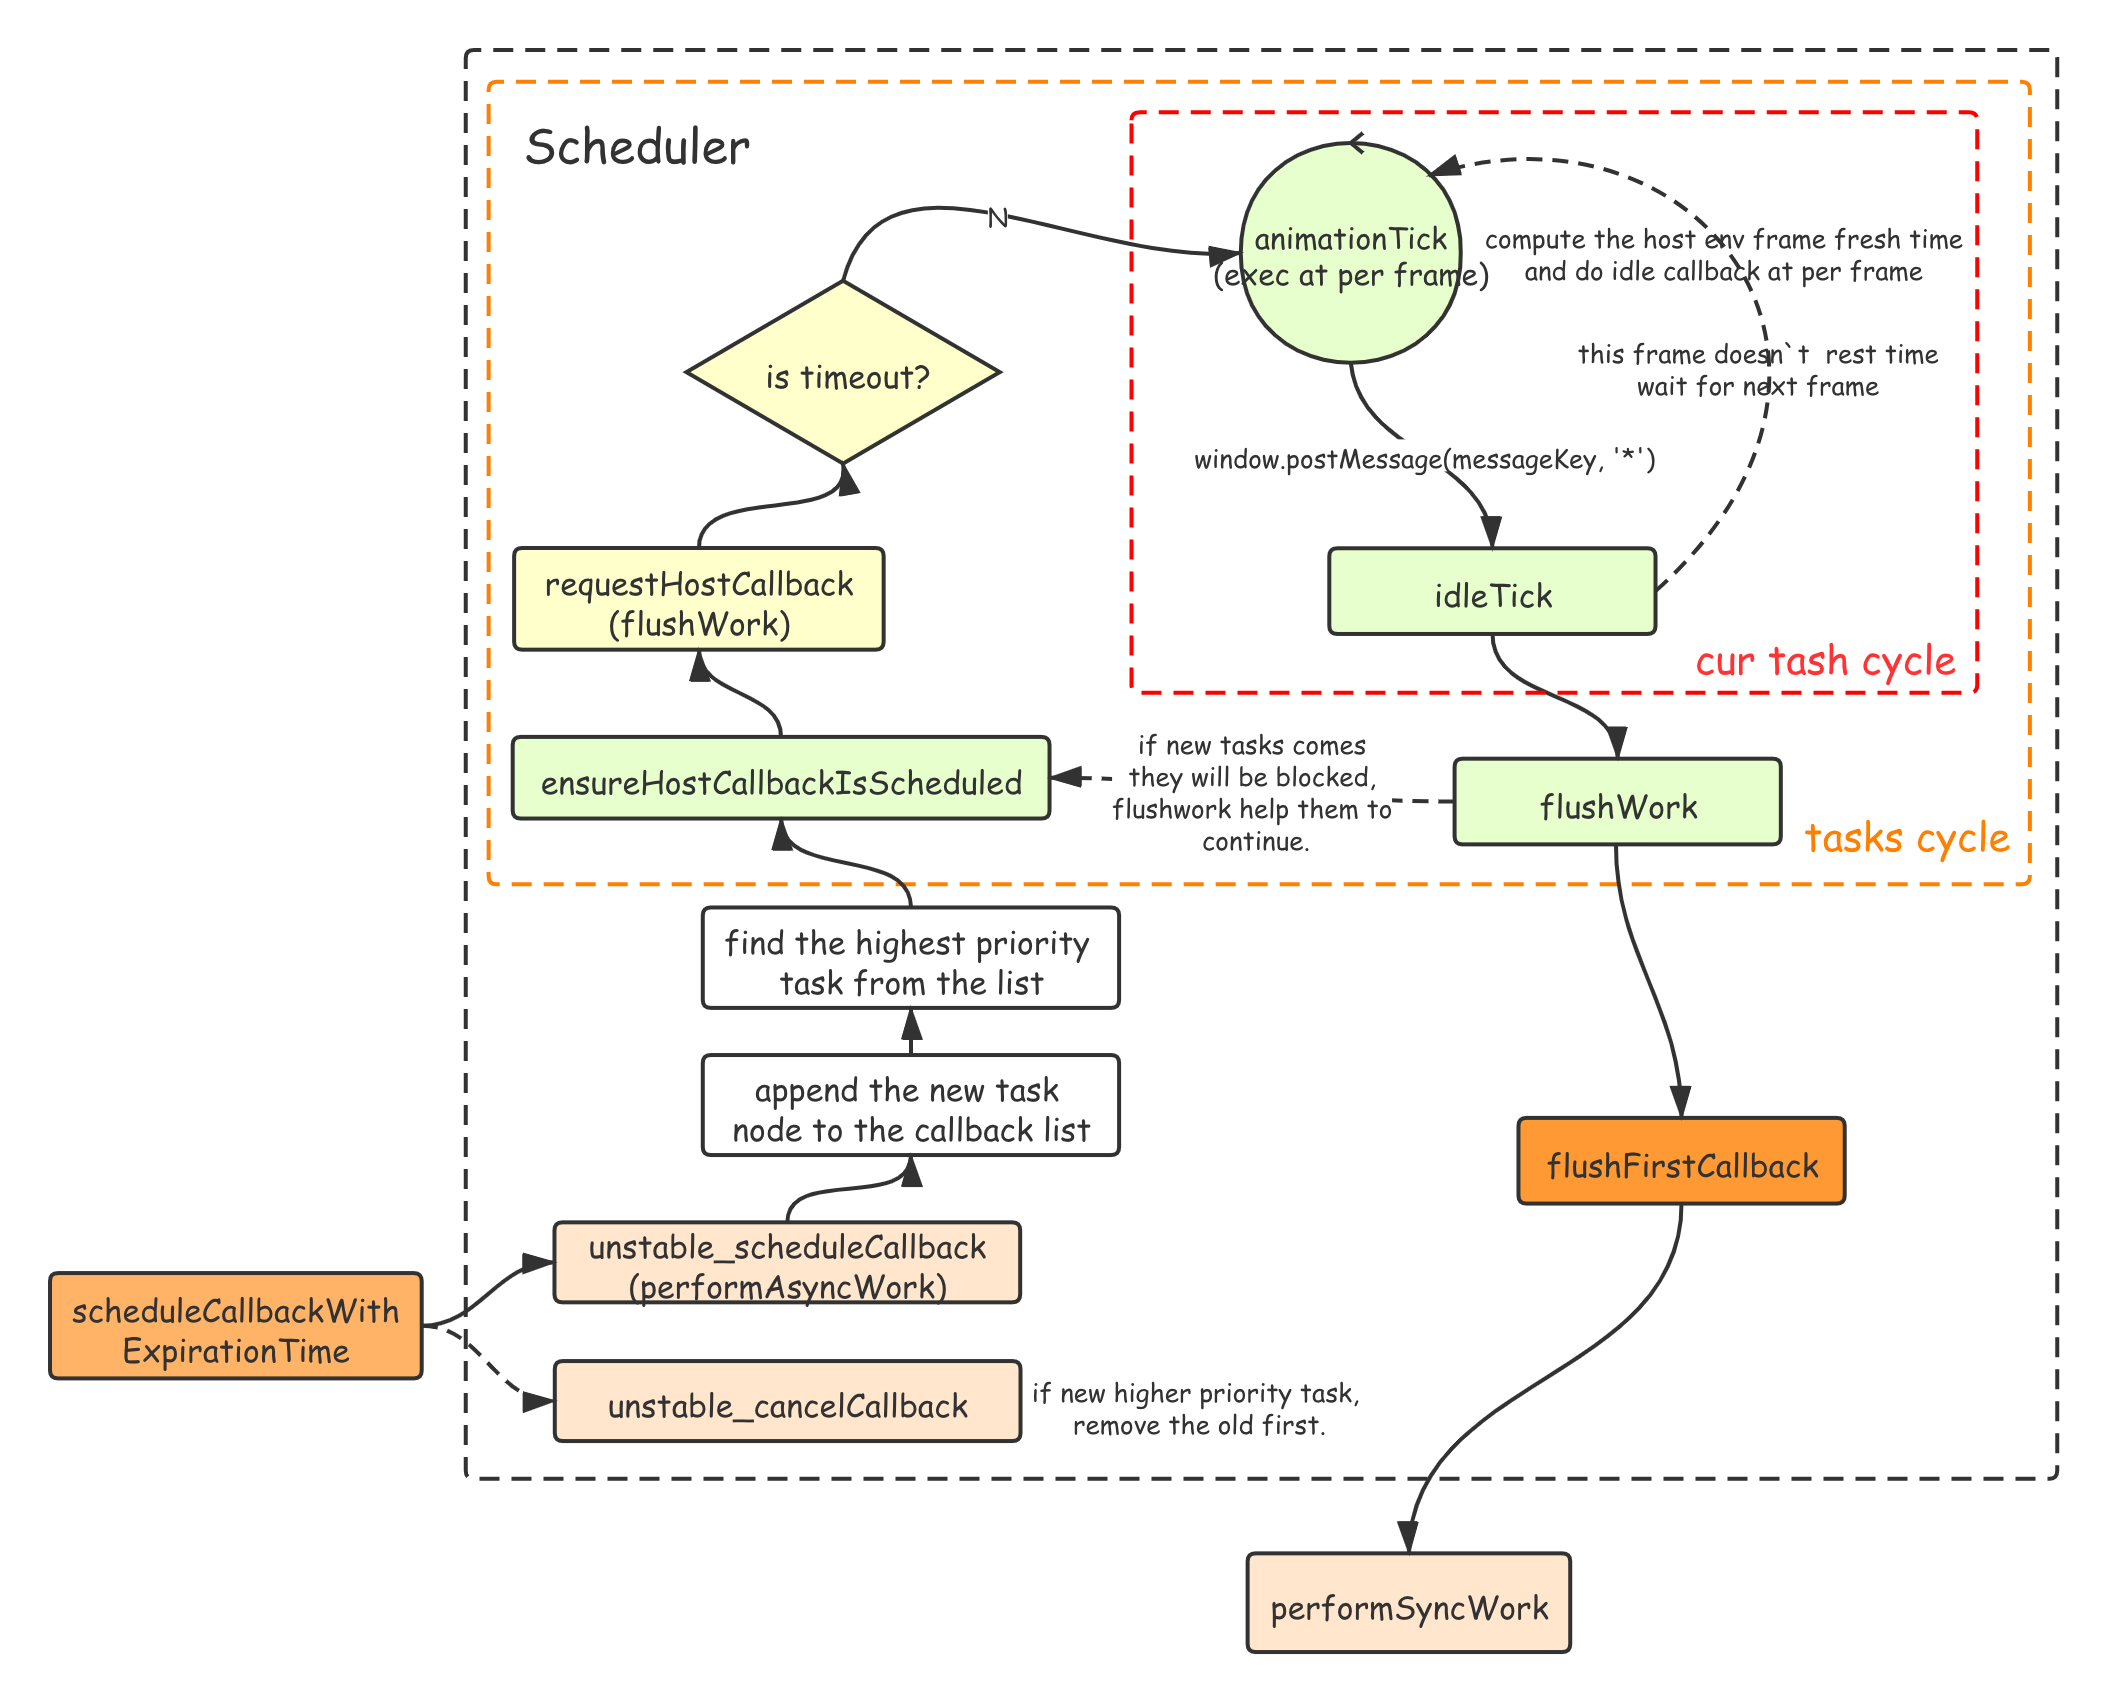 Scheduler
N
animationTick
(exec at per frame)
compute the host env frame fresh time
and do idle callback at per frame
is timeout?
this frame doesn`t  rest time
wait for next frame
window.postMessage(messageKey, '*')
requestHostCallback
(flushWork)
idleTick
cur tash cycle
ensureHostCallbackIsScheduled
if new tasks comes
they will be blocked,
flushwork help them to
continue.
flushWork
tasks cycle
find the highest priority
task from the list
append the new task
node to the callback list
flushFirstCallback
unstable_scheduleCallback
(performAsyncWork)
scheduleCallbackWith
ExpirationTime
unstable_cancelCallback
if new higher priority task,
remove the old first.
performSyncWork